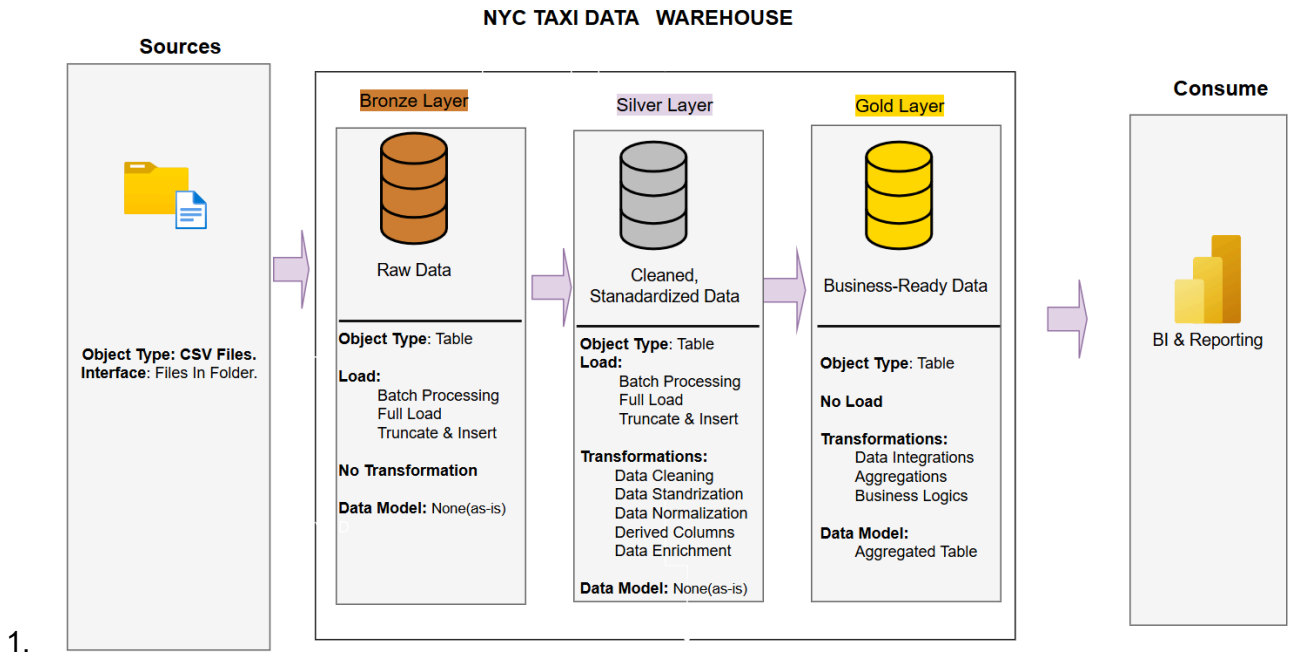 NYC TAXI DATA WAREHOUSE
Sources
Object Type: CSV Files.
Interface: Files In Folder.
Bronze Layer
Raw Data
Object Type: Table
Load:
Batch Processing
Full Load
Truncate & Insert
No Transformation
Data Model: None(as-is)
Silver Layer
Cleaned,
Stanadardized Data
Object Type: Table
Load:
Batch Processing
Full Load
Truncate & Insert
Transformations:
Data Cleaning
Data Standrization
Data Normalization
Derived Columns
Data Enrichment
Data Model: None(as-is)
Gold Layer
Business-Ready Data
Object Type: Table
No Load
Transformations:
Data Integrations
Aggregations
Business Logics
Data Model:
Aggregated Table
Consume
BI & Reporting
1.